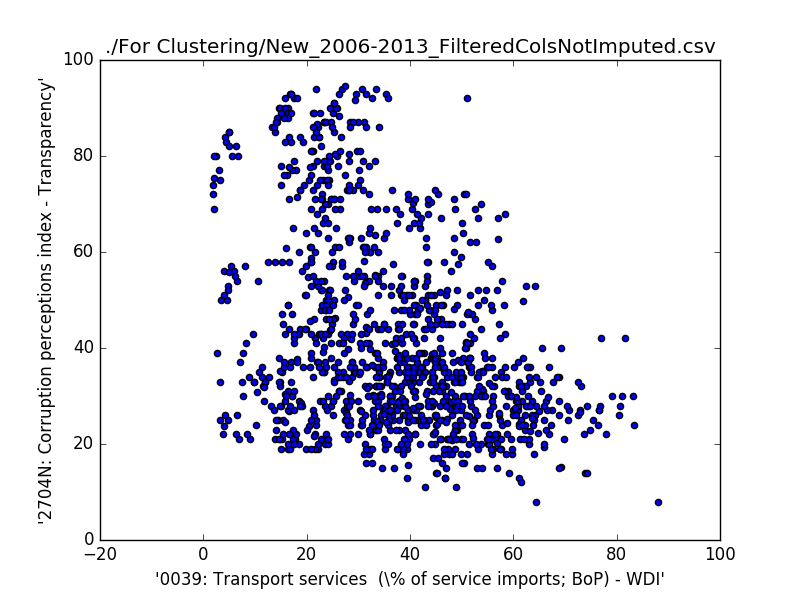 ./For Clustering/New_2006-2013_FilteredColsNotImputed.csv
'2704N: Corruption perceptions index - Transparency'
100
80
60
40
20
0
−20 0 20 40 60 80 100
'0039: Transport services (\% of service imports; BoP) - WDI'